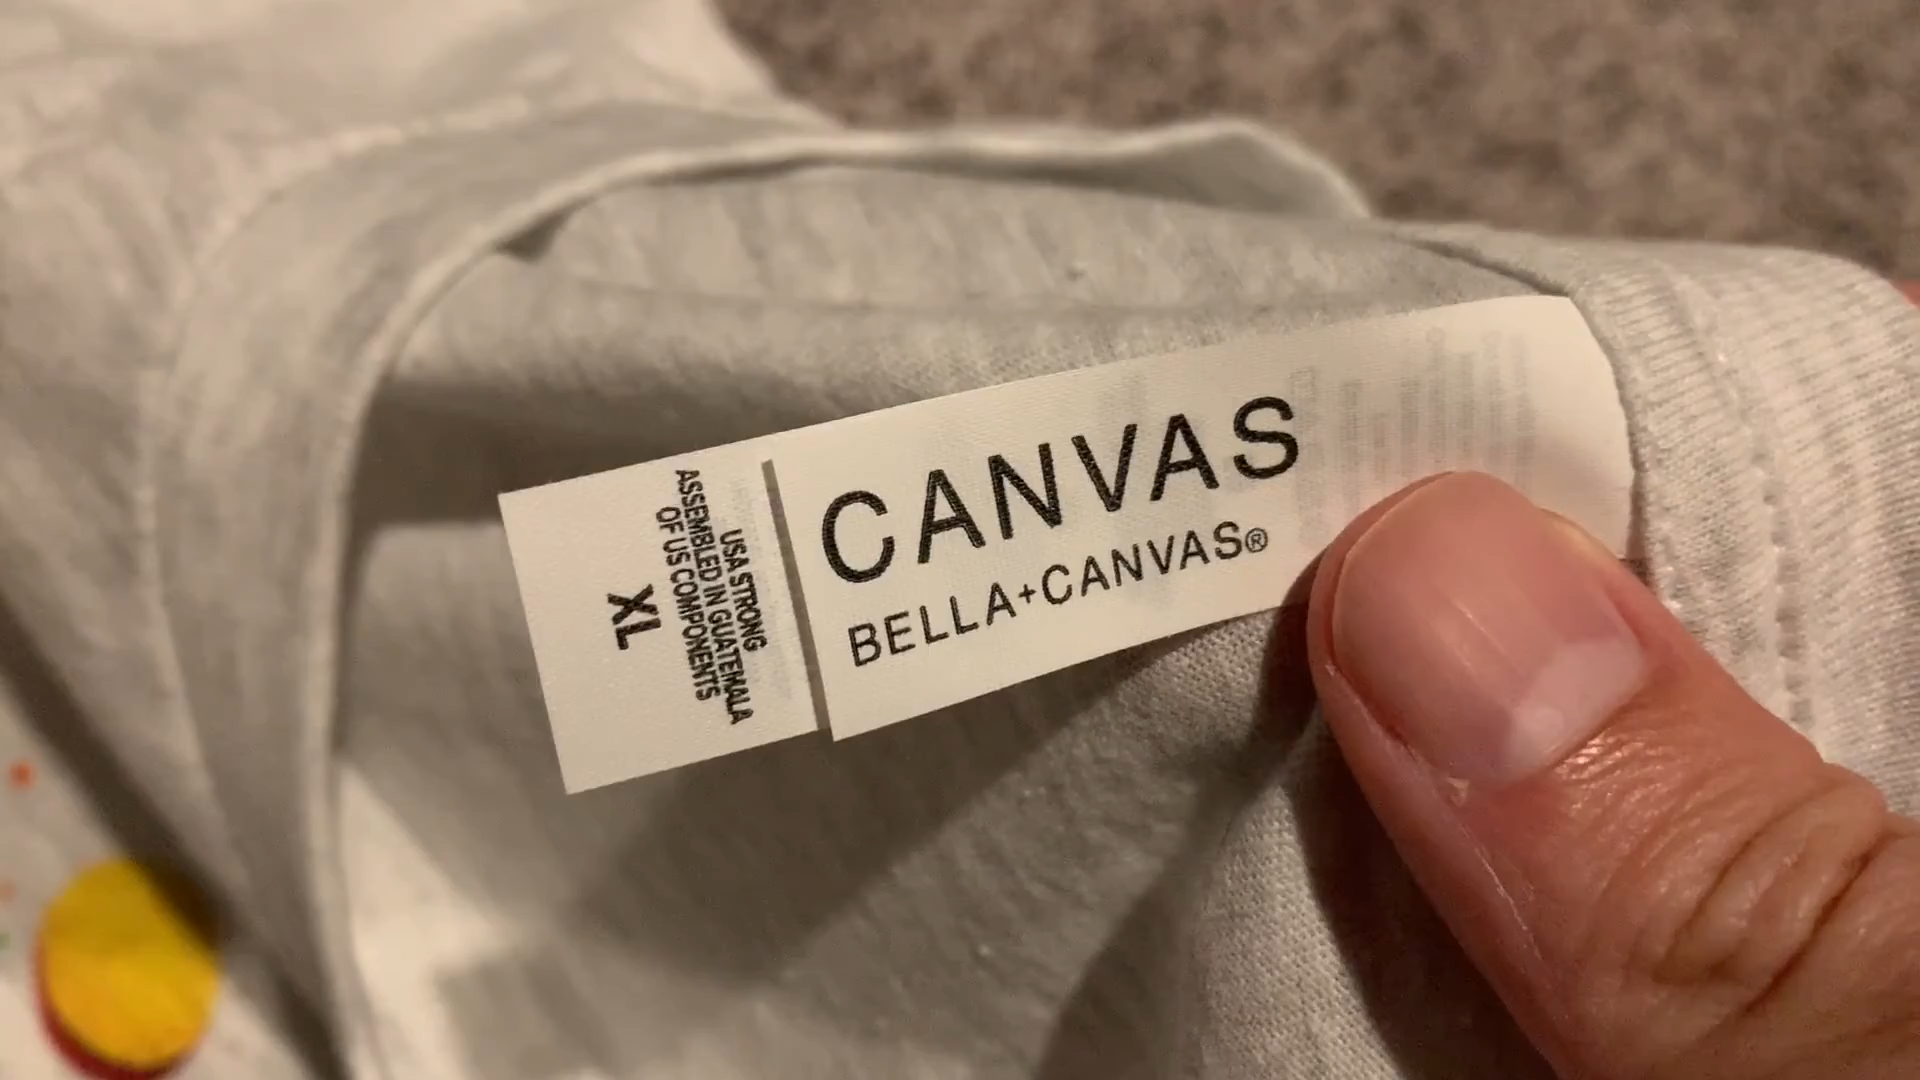 CANVAS
BELLA+CANVAS®
USA STRONG
ASSEMBLED IN GUATEMALA
OF US COMPONENTS
XL